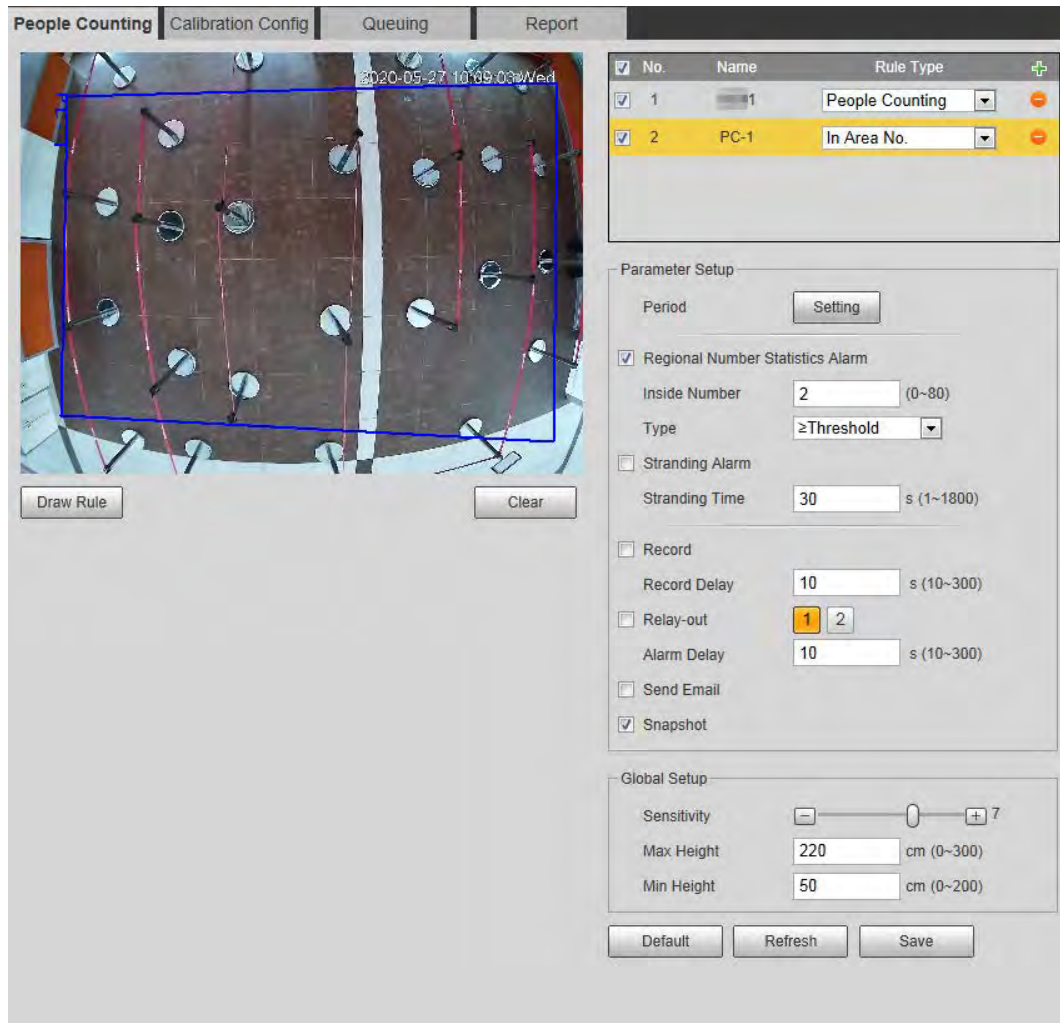 People Counting Calibration Config Queuing Report
2020-05-27 10:09:03 Wed
No. Name Rule Type
1 1 People Counting
2 PC-1 In Area No.
Draw Rule Clear
Parameter Setup
Period Setting
Regional Number Statistics Alarm
Inside Number 2 (0~80)
Type ≥Threshold
Stranding Alarm
Stranding Time 30 s (1~1800)
Record
Record Delay 10 s (10~300)
Relay-out 1 2
Alarm Delay 10 s (10~300)
Send Email
Snapshot
Global Setup
Sensitivity 7
Max Height 220 cm (0~300)
Min Height 50 cm (0~200)
Default Refresh Save